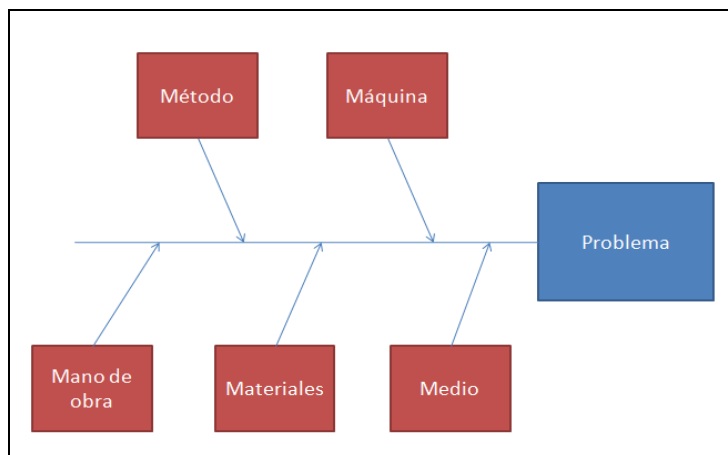 Método
Máquina
Problema
Mano de
obra
Materiales
Medio